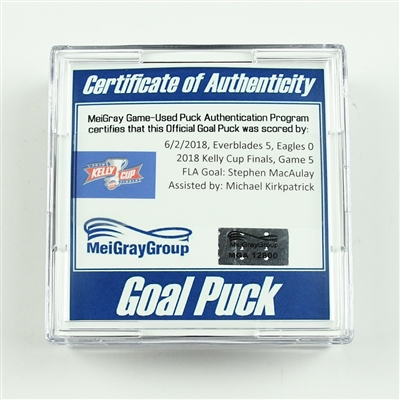 Certificate of Authenticity
MeiGray Game-Used Puck Authentication Program
certifies that this Official Goal Puck was scored by:
6/2/2018, Everblades 5, Eagles 0
2018 Kelly Cup Finals, Game 5
FLA Goal: Stephen MacAulay
Assisted by: Michael Kirkpatrick
KELLY CUP
MeiGrayGroup
MeiGrayGroup
MGA 12800
Goal Puck